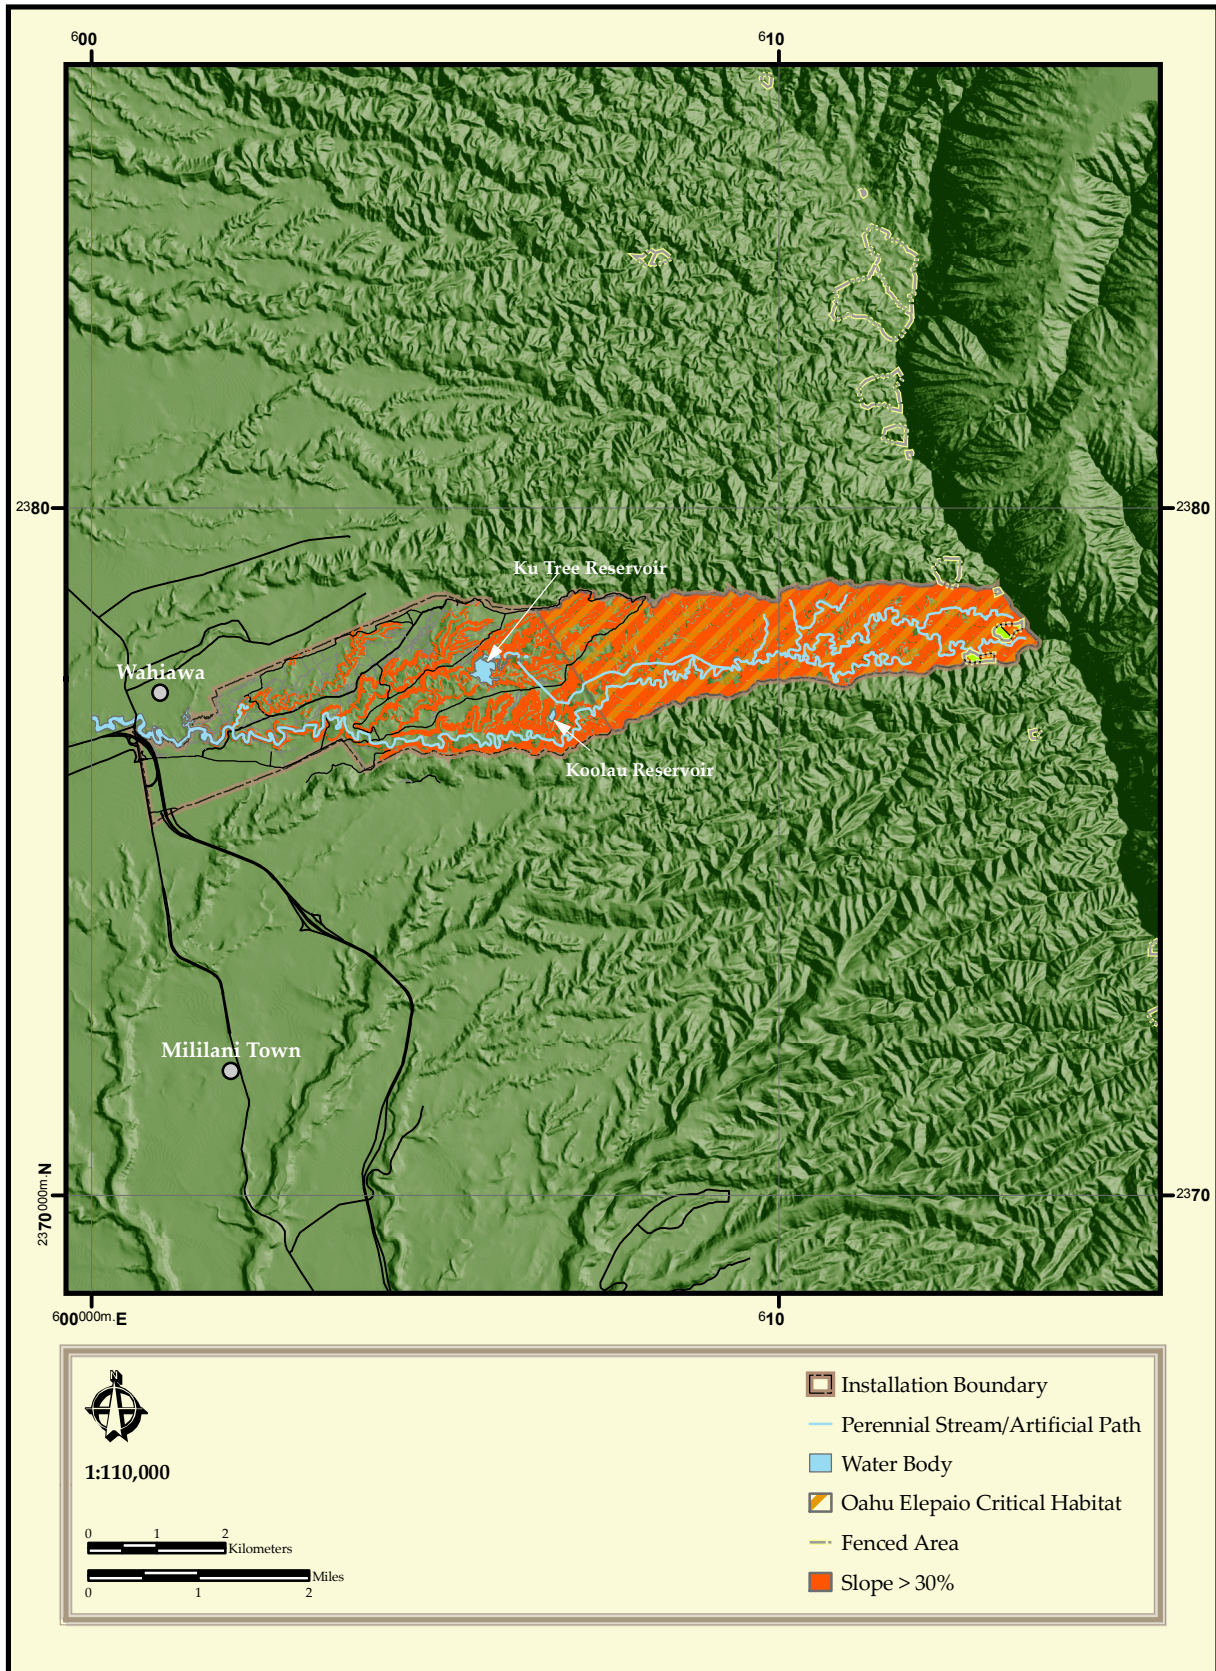 600
610
2380
2380
Ku Tree Reservoir
Wahiawa
Koolau Reservoir
Mililani Town
2370000m.N
2370
600000m.E
610
N
Installation Boundary
Perennial Stream/Artificial Path
1:110,000
Water Body
Oahu Elepaio Critical Habitat
0 1 2
Kilometers
Fenced Area
Miles
0 1 2
Slope > 30%